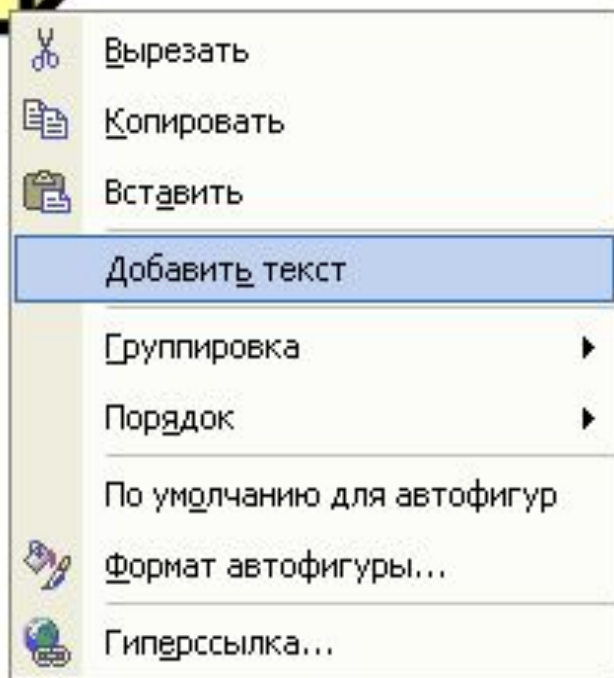 Вырезать
Копировать
Вставить
Добавить текст
Группировка
Порядок
По умолчанию для автофигур
Формат автофигуры...
Гиперссылка...